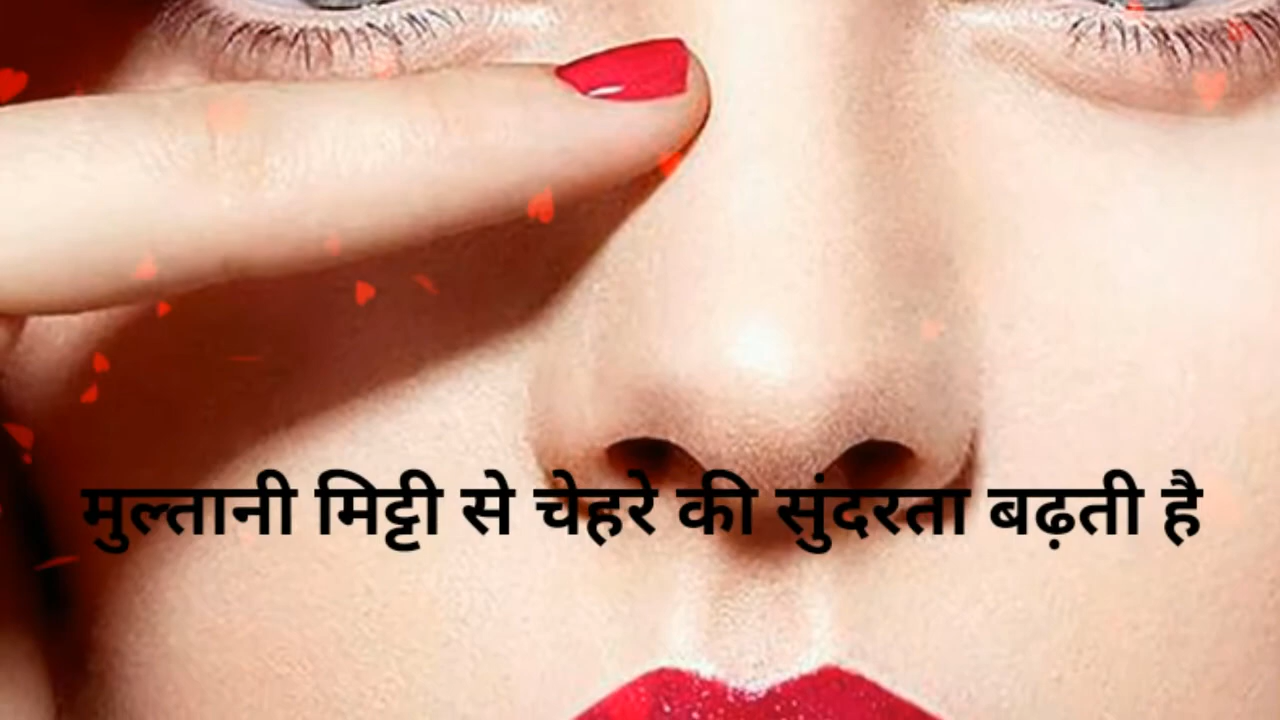 मुल्तानी मिट्टी से चेहरे की सुंदरता बढ़ती है